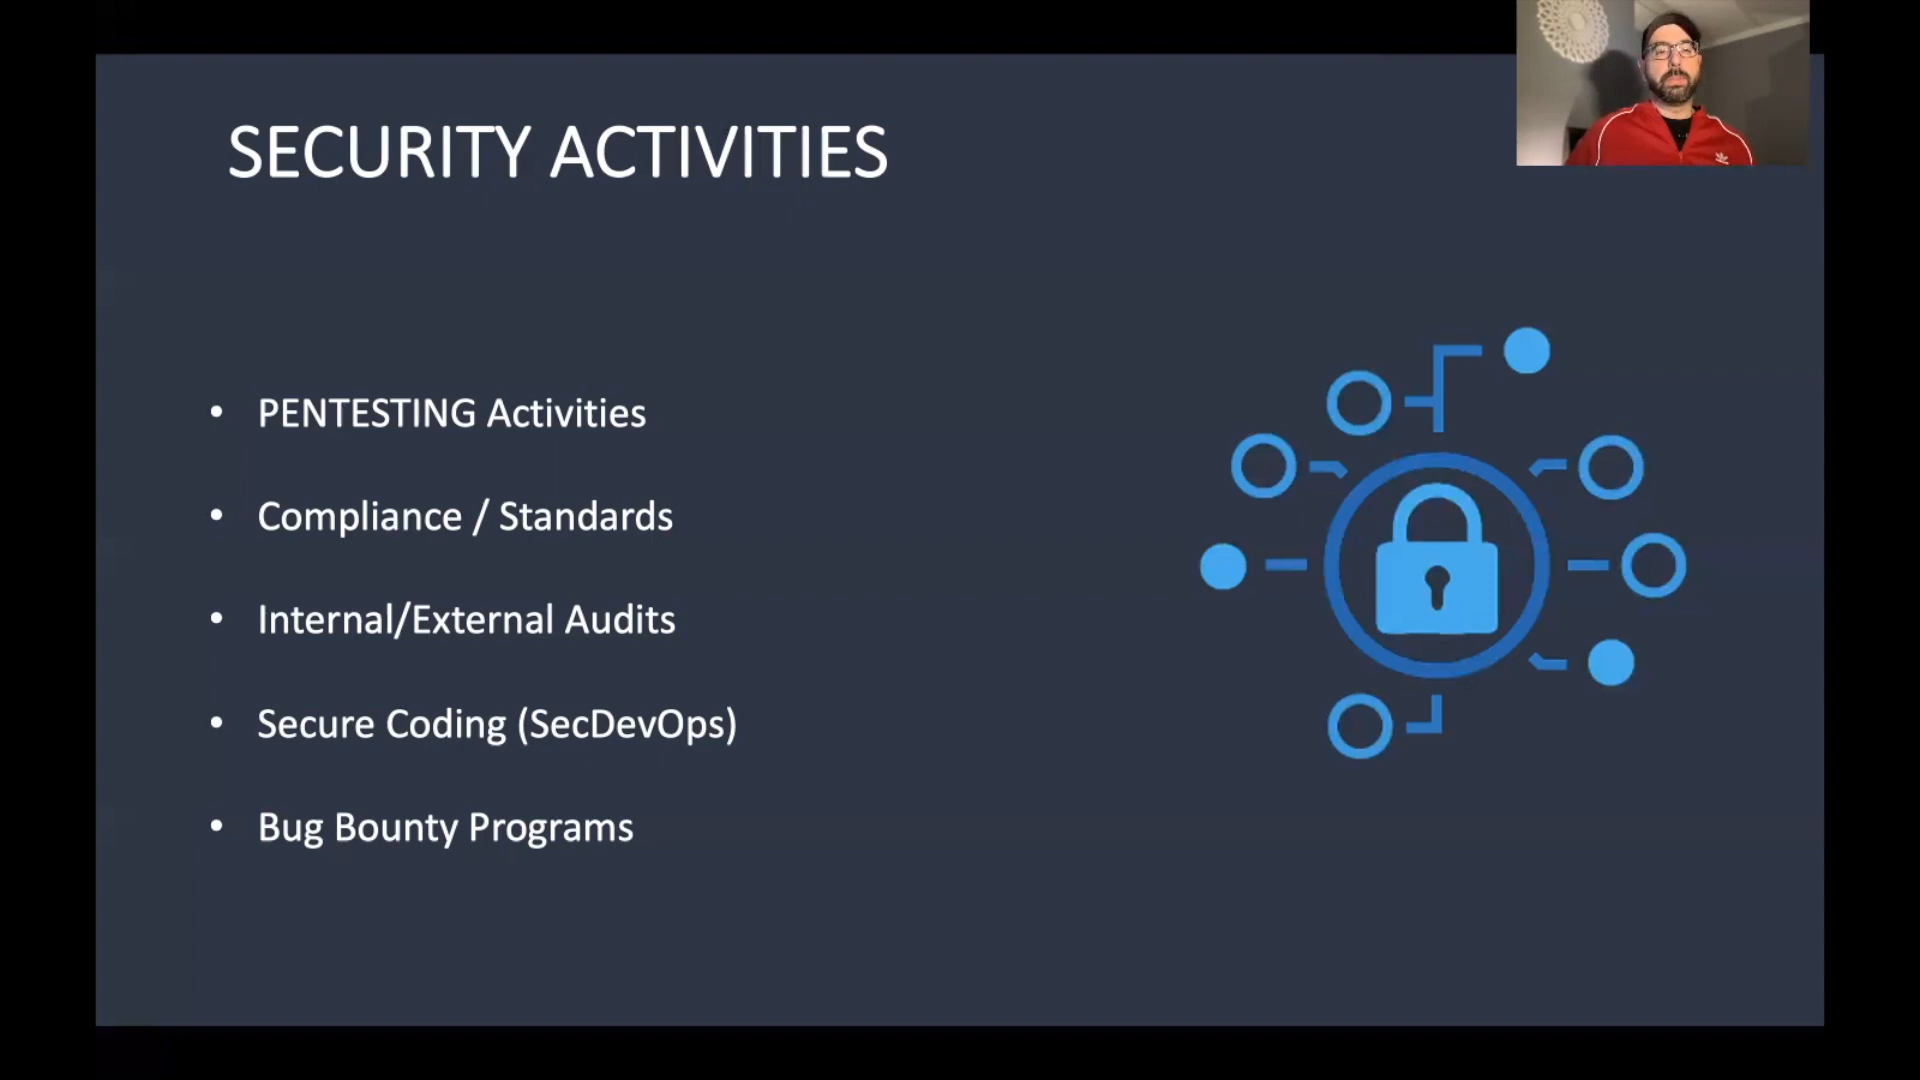 SECURITY ACTIVITIES
• PENTESTING Activities
• Compliance / Standards
• Internal/External Audits
• Secure Coding (SecDevOps)
• Bug Bounty Programs